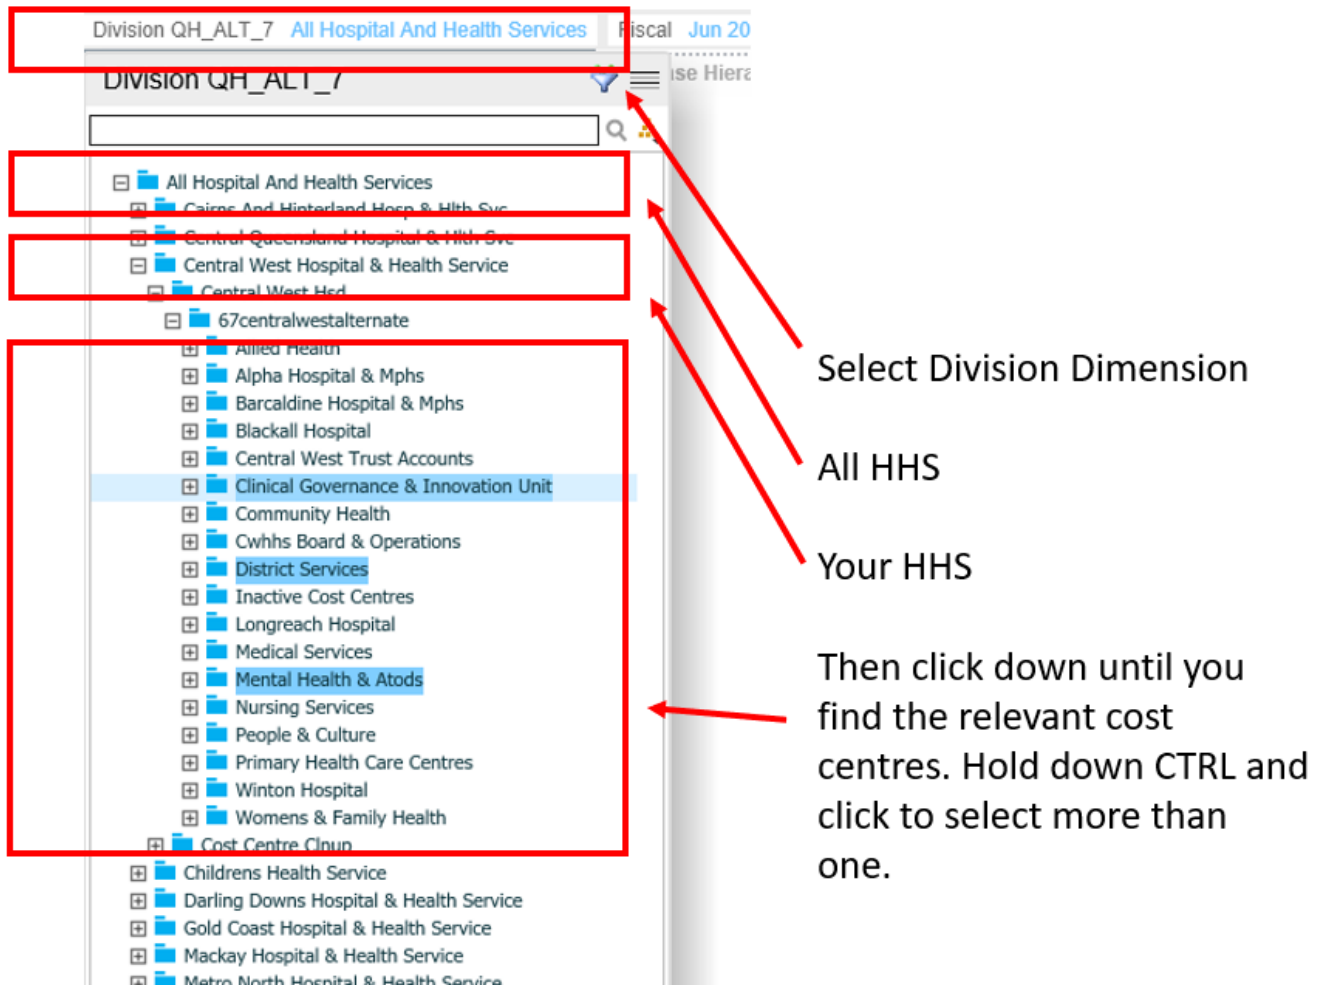 Division QH_ALT_7 All Hospital And Health Services Fiscal Jun 20
Division QH_ALT_7
All Hospital And Health Services
Cairns And Hinterland Hosp & Hlth Svc
Central Queensland Hospital & Hlth Svc
Central West Hospital & Health Service
Central West Hsd
67centralwestalternate
Allied Health
Alpha Hospital & Mphs
Barcaldine Hospital & Mphs
Blackall Hospital
Central West Trust Accounts
Clinical Governance & Innovation Unit
Community Health
Cwhhs Board & Operations
District Services
Inactive Cost Centres
Longreach Hospital
Medical Services
Mental Health & Atods
Nursing Services
People & Culture
Primary Health Care Centres
Winton Hospital
Womens & Family Health
Cost Centre Clnup
Childrens Health Service
Darling Downs Hospital & Health Service
Gold Coast Hospital & Health Service
Mackay Hospital & Health Service
Metro North Hospital & Health Service
Select Division Dimension
All HHS
Your HHS
Then click down until you
find the relevant cost
centres. Hold down CTRL and
click to select more than
one.